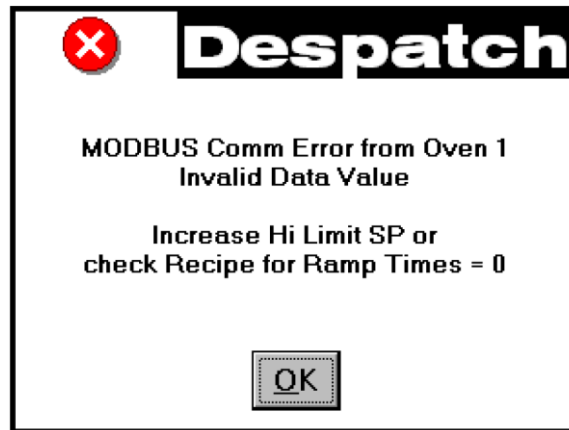 Despatch
MODBUS Comm Error from Oven 1
Invalid Data Value
Increase Hi Limit SP or
check Recipe for Ramp Times = 0
OK